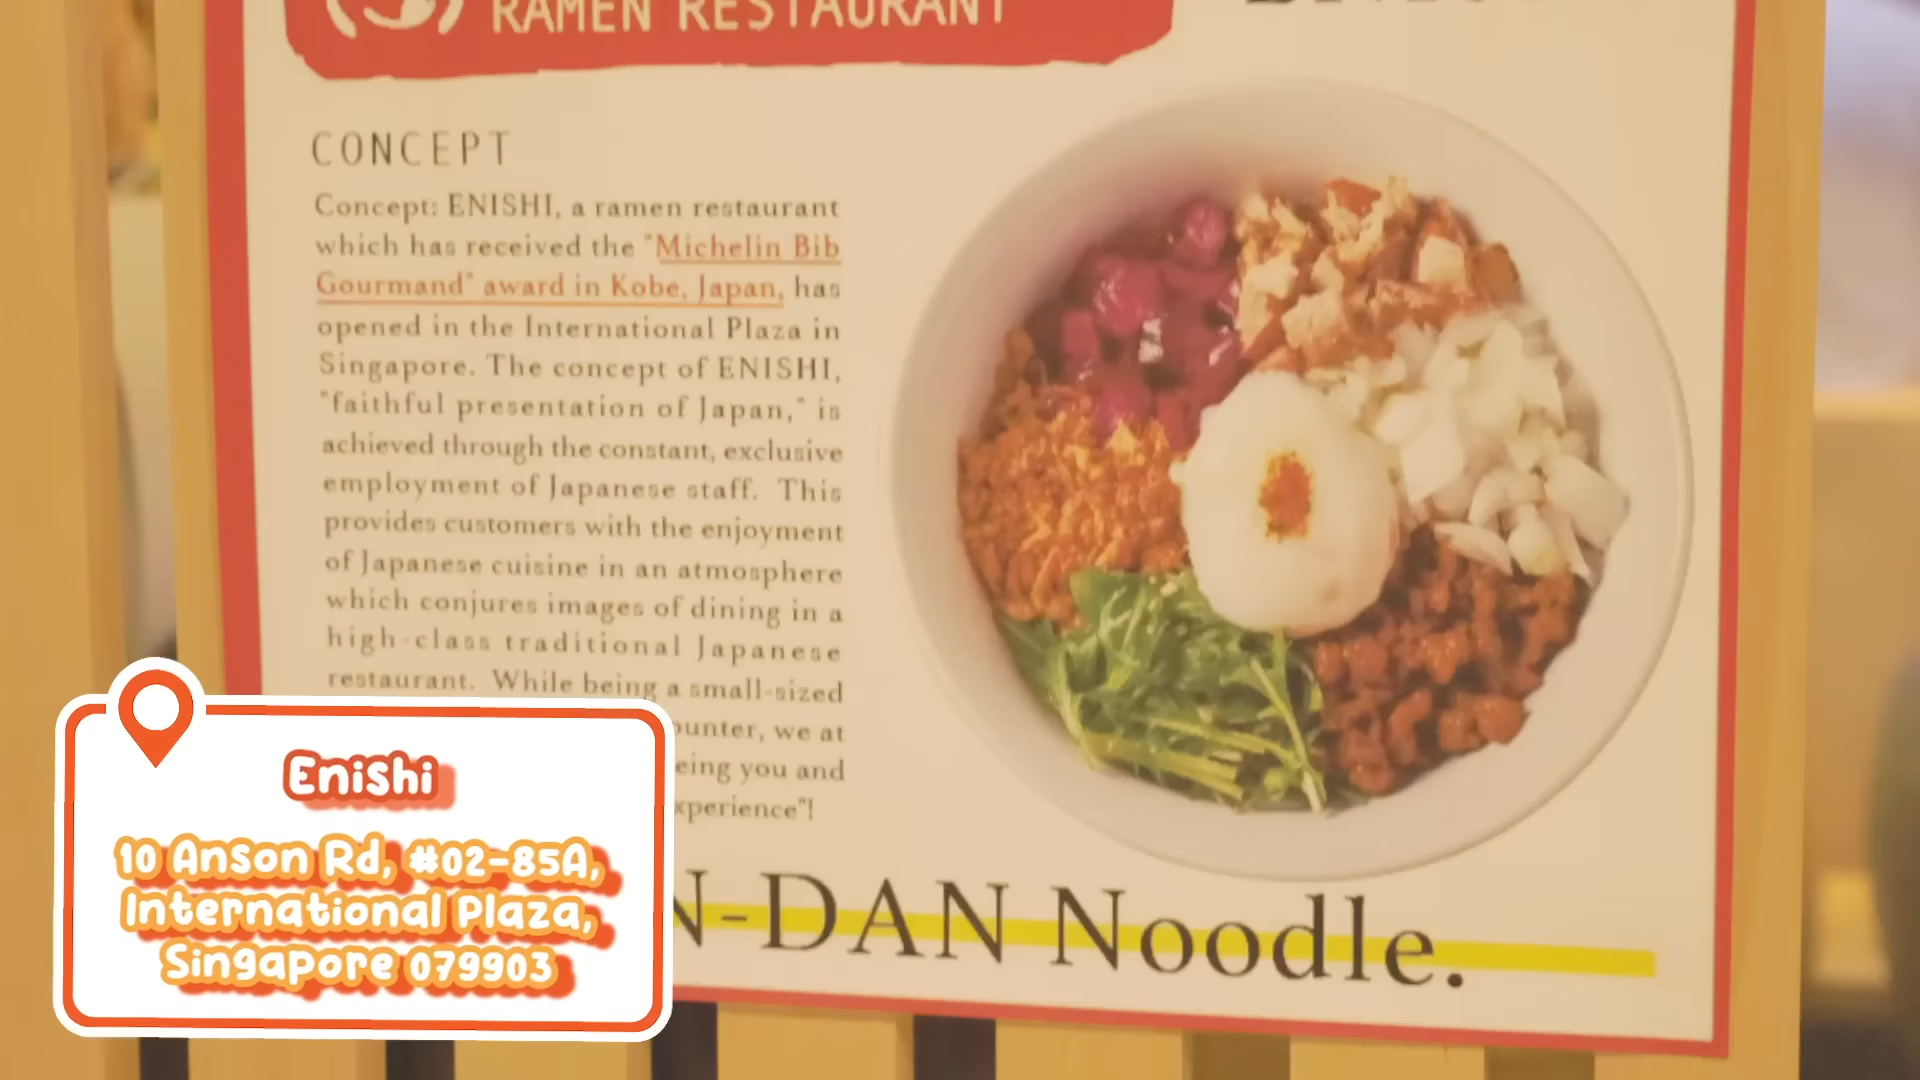 RAMEN RESTAURANT
CONCEPT
Concept: ENISHI, a ramen restaurant
which has received the "Michelin Bib
Gourmand" award in Kobe, Japan, has
opened in the International Plaza in
Singapore. The concept of ENISHI,
"faithful presentation of Japan," is
achieved through the constant, exclusive
employment of Japanese staff. This
provides customers with the enjoyment
of Japanese cuisine in an atmosphere
which conjures images of dining in a
high-class traditional Japanese
restaurant. While being a small-sized
ounter, we at
eing you and
xperience"!
N-DAN Noodle.
Enishi
10 Anson Rd, #02-85A,
International Plaza,
Singapore 079903